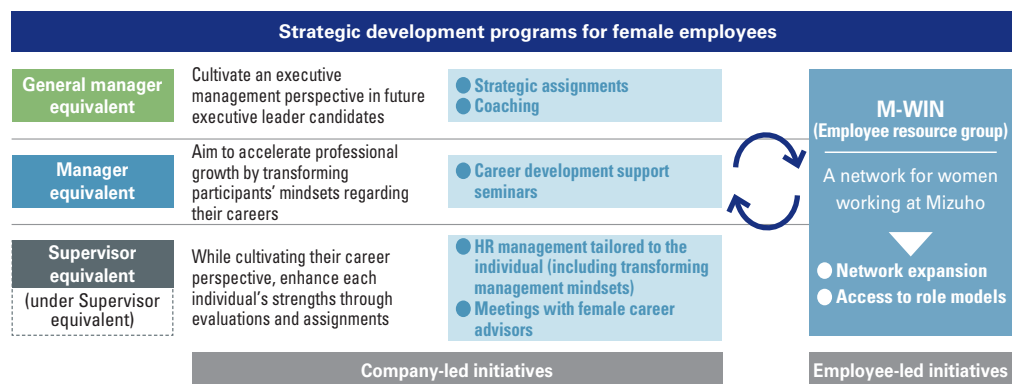 Strategic development programs for female employees
General manager
equivalent
Cultivate an executive
management perspective in future
executive leader candidates
Strategic assignments
Coaching
Manager
equivalent
Aim to accelerate professional
growth by transforming
participants’ mindsets regarding
their careers
Career development support
seminars
Supervisor
equivalent
(under Supervisor
equivalent)
While cultivating their career
perspective, enhance each
individual’s strengths through
evaluations and assignments
HR management tailored to the
individual (including transforming
management mindsets)
Meetings with female career
advisors
M-WIN
(Employee resource group)
A network for women
working at Mizuho
Network expansion
Access to role models
Company-led initiatives
Employee-led initiatives